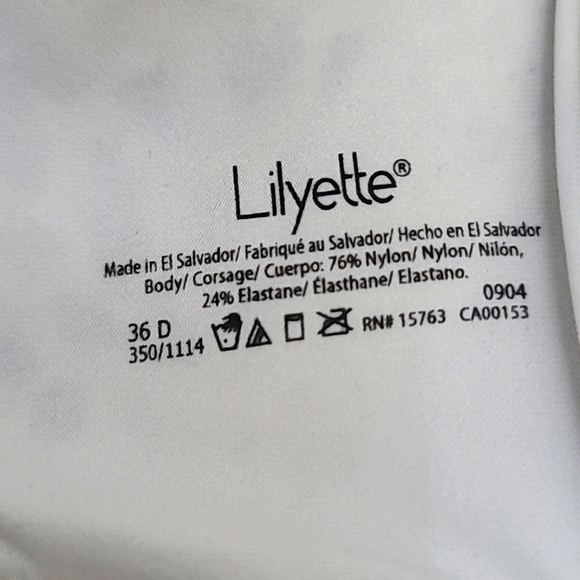 Lilyette®
Made in El Salvador/ Fabriqué au Salvador/ Hecho en El Salvador
Body/ Corsage/ Cuerpo: 76% Nylon/ Nylon/ Nilón,
24% Elastane/ Élasthane/ Elastano.
0904
36 D
350/1114 RN# 15763 CA00153